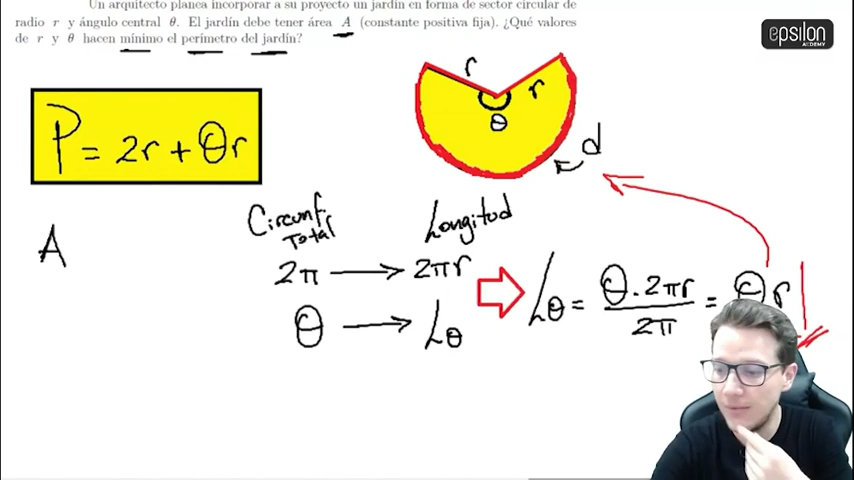 Un arquitecto planea incorporar a su proyecto un jardín en forma de sector circular de
radio r y ángulo central θ. El jardín debe tener área A (constante positiva fija). ¿Qué valores
de r y θ hacen mínimo el perímetro del jardín?
epsilon
ACADEMY
r
r
θ
d
P = 2r + θr
A
Circunf. Total
Longitud
2π → 2πr
θ → Lθ
Lθ = θ.2πr / 2π = θr